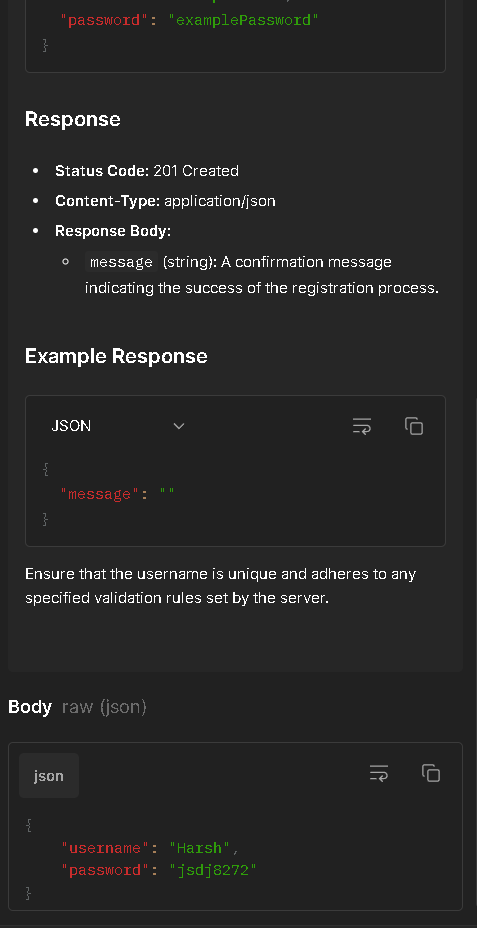 "password": "examplePassword"
}
Response
• Status Code: 201 Created
• Content-Type: application/json
• Response Body:
◦ message (string): A confirmation message
indicating the success of the registration process.
Example Response
JSON
{
"message": ""
}
Ensure that the username is unique and adheres to any
specified validation rules set by the server.
Body raw (json)
json
{
"username": "Harsh",
"password": "jsdj8272"
}